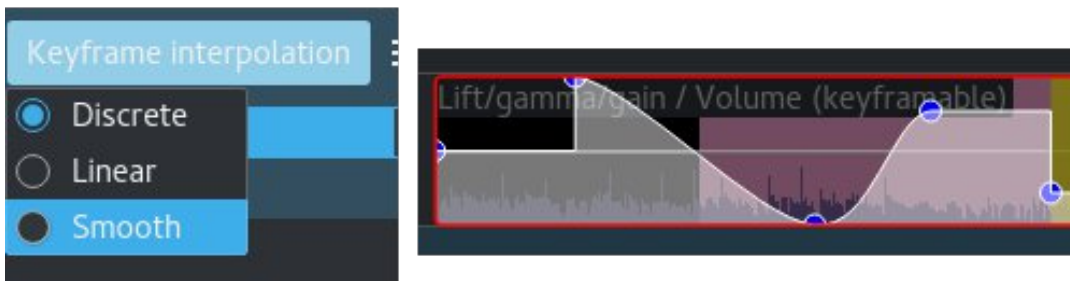 Keyframe interpolation
Discrete
Linear
Smooth
Lift/gamma/gain / Volume (keyframable)